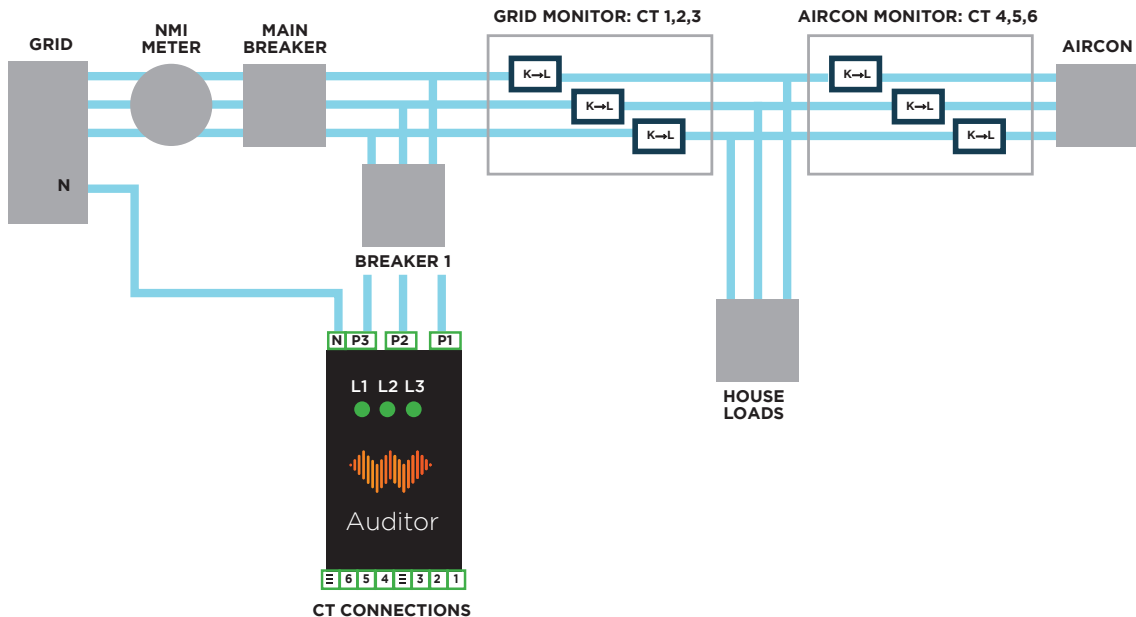 GRID MONITOR: CT 1,2,3
AIRCON MONITOR: CT 4,5,6
GRID
NMI
METER
MAIN
BREAKER
AIRCON
K→L
K→L
K→L
K→L
K→L
K→L
N
BREAKER 1
N P3 P2 P1
L1 L2 L3
Auditor
HOUSE
LOADS
6 5 4 3 2 1
CT CONNECTIONS